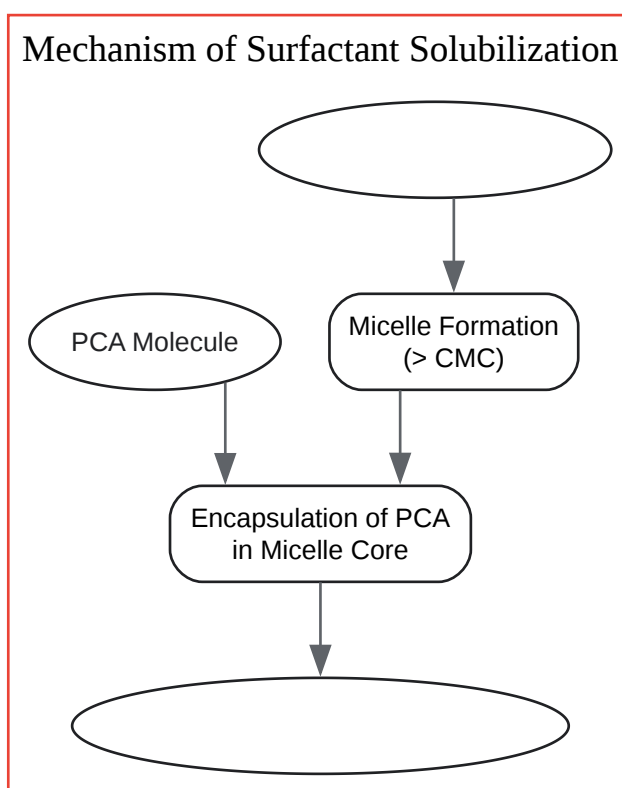 Mechanism of Surfactant Solubilization
PCA Molecule
Micelle Formation
(> CMC)
Encapsulation of PCA
in Micelle Core